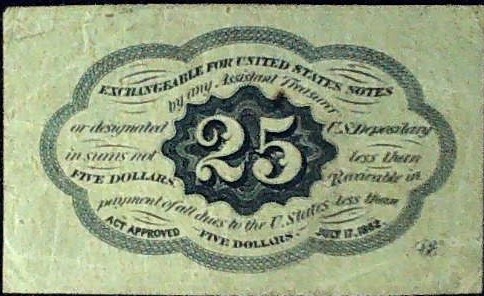 EXCHANGEABLE FOR UNITED STATES NOTES
by any Assistant Treasurer
or designated U.S. Depositary
in sums not less than
FIVE DOLLARS. Receivable in
payment of all dues to the U. States less than
FIVE DOLLARS.
ACT APPROVED JULY 17, 1862
25